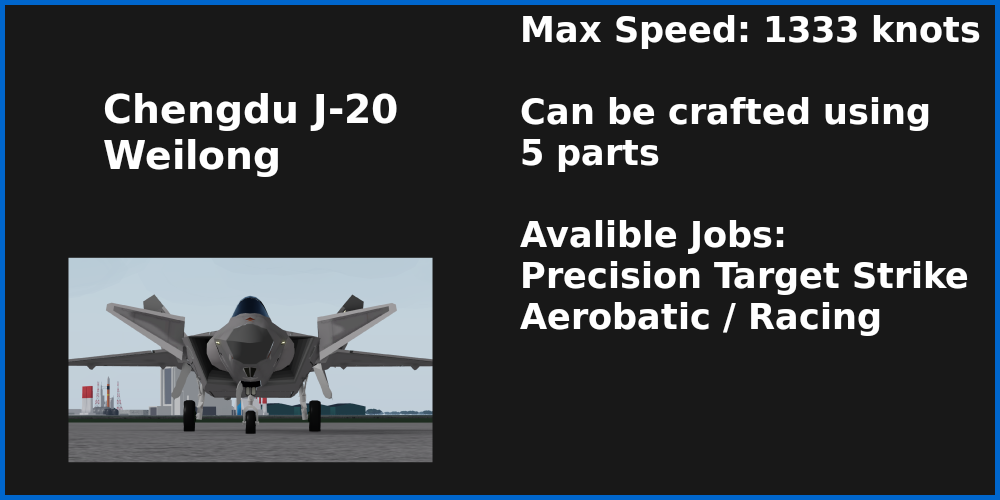 Chengdu J-20
Weilong
Max Speed: 1333 knots
Can be crafted using
5 parts
Avalible Jobs:
Precision Target Strike
Aerobatic / Racing